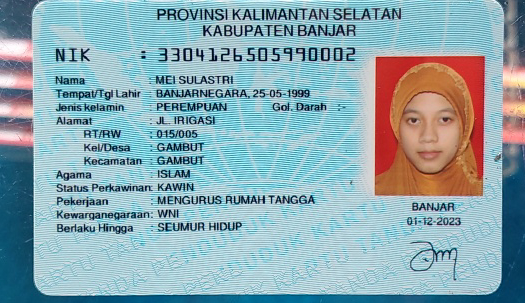 PROVINSI KALIMANTAN SELATAN
KABUPATEN BANJAR
NIK : 3304126505990002
Nama : MEI SULASTRI
Tempat/Tgl Lahir : BANJARNEGARA, 25-05-1999
Jenis kelamin : PEREMPUAN Gol. Darah :-
Alamat : JL. IRIGASI
RT/RW : 015/005
Kel/Desa : GAMBUT
Kecamatan : GAMBUT
Agama : ISLAM
Status Perkawinan: KAWIN
Pekerjaan : MENGURUS RUMAH TANGGA
Kewarganegaraan: WNI
Berlaku Hingga : SEUMUR HIDUP
BANJAR
01-12-2023